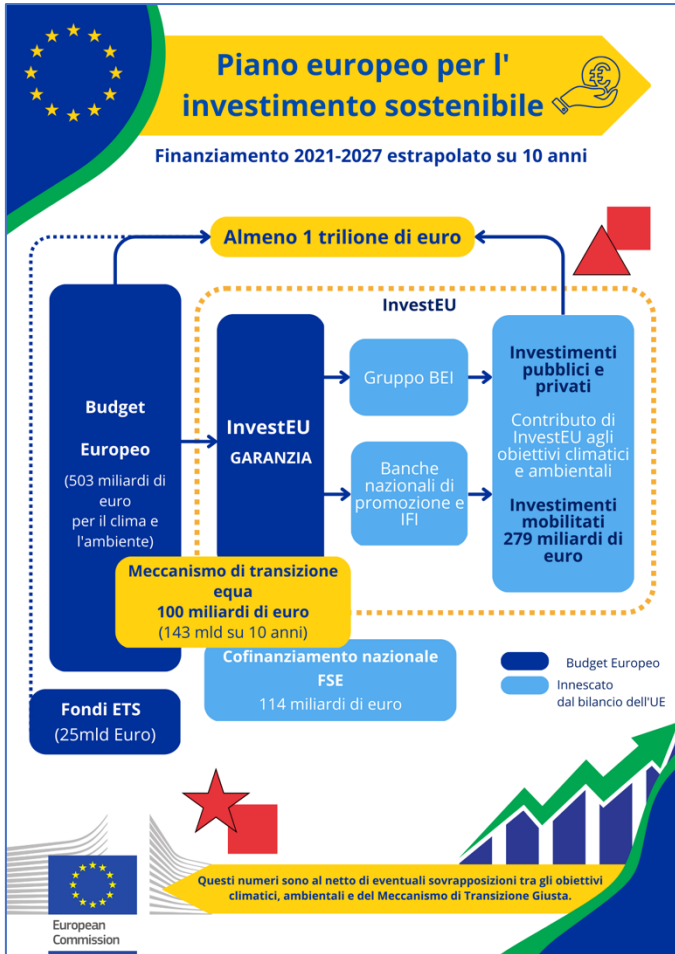 Piano europeo per l'
investimento sostenibile
€
Finanziamento 2021-2027 estrapolato su 10 anni
Almeno 1 trilione di euro
InvestEU
Budget
Europeo
(503 miliardi di
euro
per il clima e
l'ambiente)
InvestEU
GARANZIA
Gruppo BEI
Banche
nazionali di
promozione e
IFI
Investimenti
pubblici e
privati
Contributo di
InvestEU agli
obiettivi climatici
e ambientali
Investimenti
mobilitati
279 miliardi di
euro
Meccanismo di transizione
equa
100 miliardi di euro
(143 mld su 10 anni)
Cofinanziamento nazionale
FSE
114 miliardi di euro
Fondi ETS
(25mld Euro)
Budget Europeo
Innescato
dal bilancio dell'UE
Questi numeri sono al netto di eventuali sovrapposizioni tra gli obiettivi
climatici, ambientali e del Meccanismo di Transizione Giusta.
European
Commission